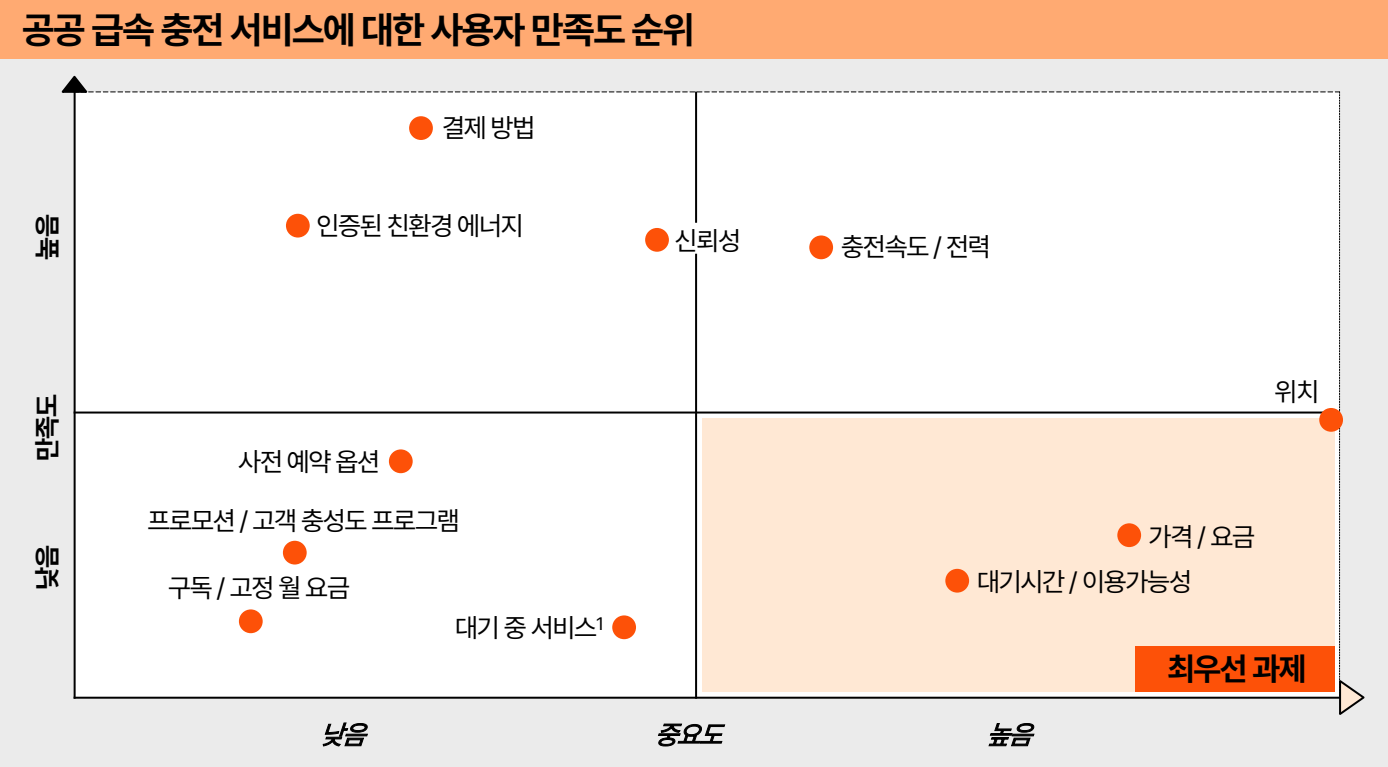 공공 급속 충전 서비스에 대한 사용자 만족도 순위
결제 방법
인증된 친환경 에너지
신뢰성
충전속도 / 전력
높음
위치
만족도
사전 예약 옵션
프로모션 / 고객 충성도 프로그램
가격 / 요금
낮음
구독 / 고정 월 요금
대기시간 / 이용가능성
대기 중 서비스¹
최우선 과제
낮음
중요도
높음